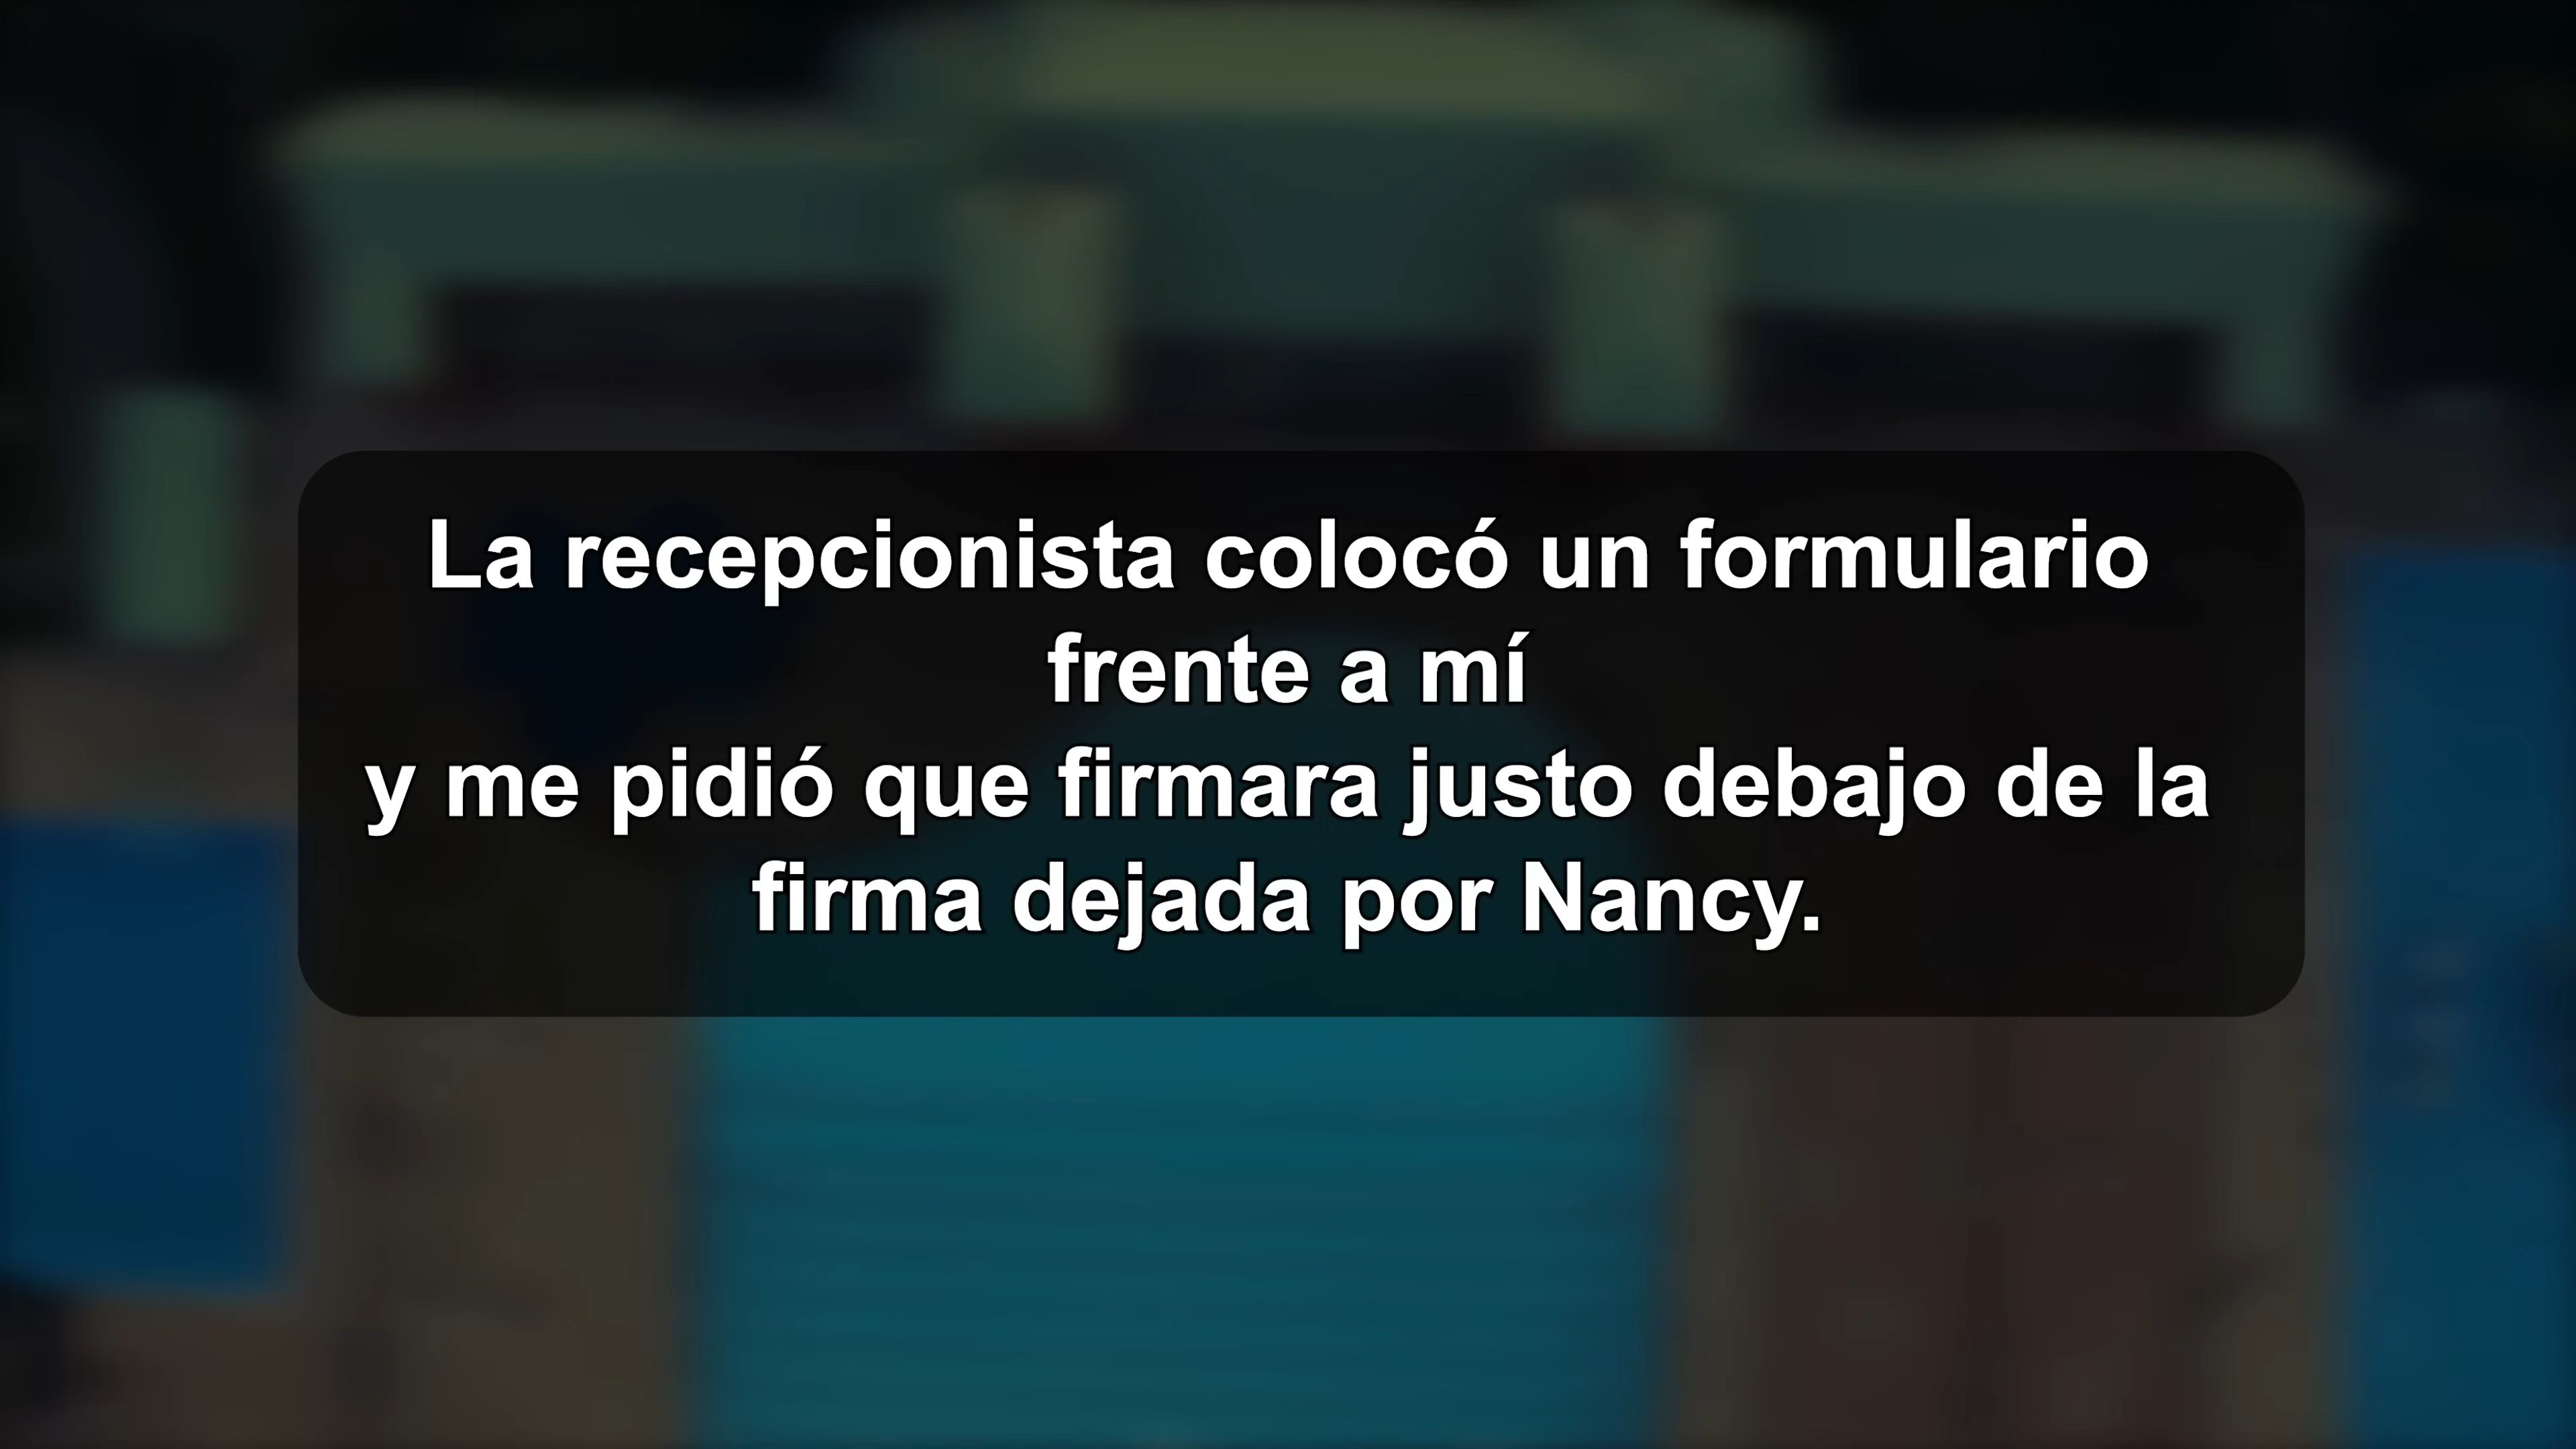 La recepcionista colocó un formulario
frente a mí
y me pidió que firmara justo debajo de la
firma dejada por Nancy.